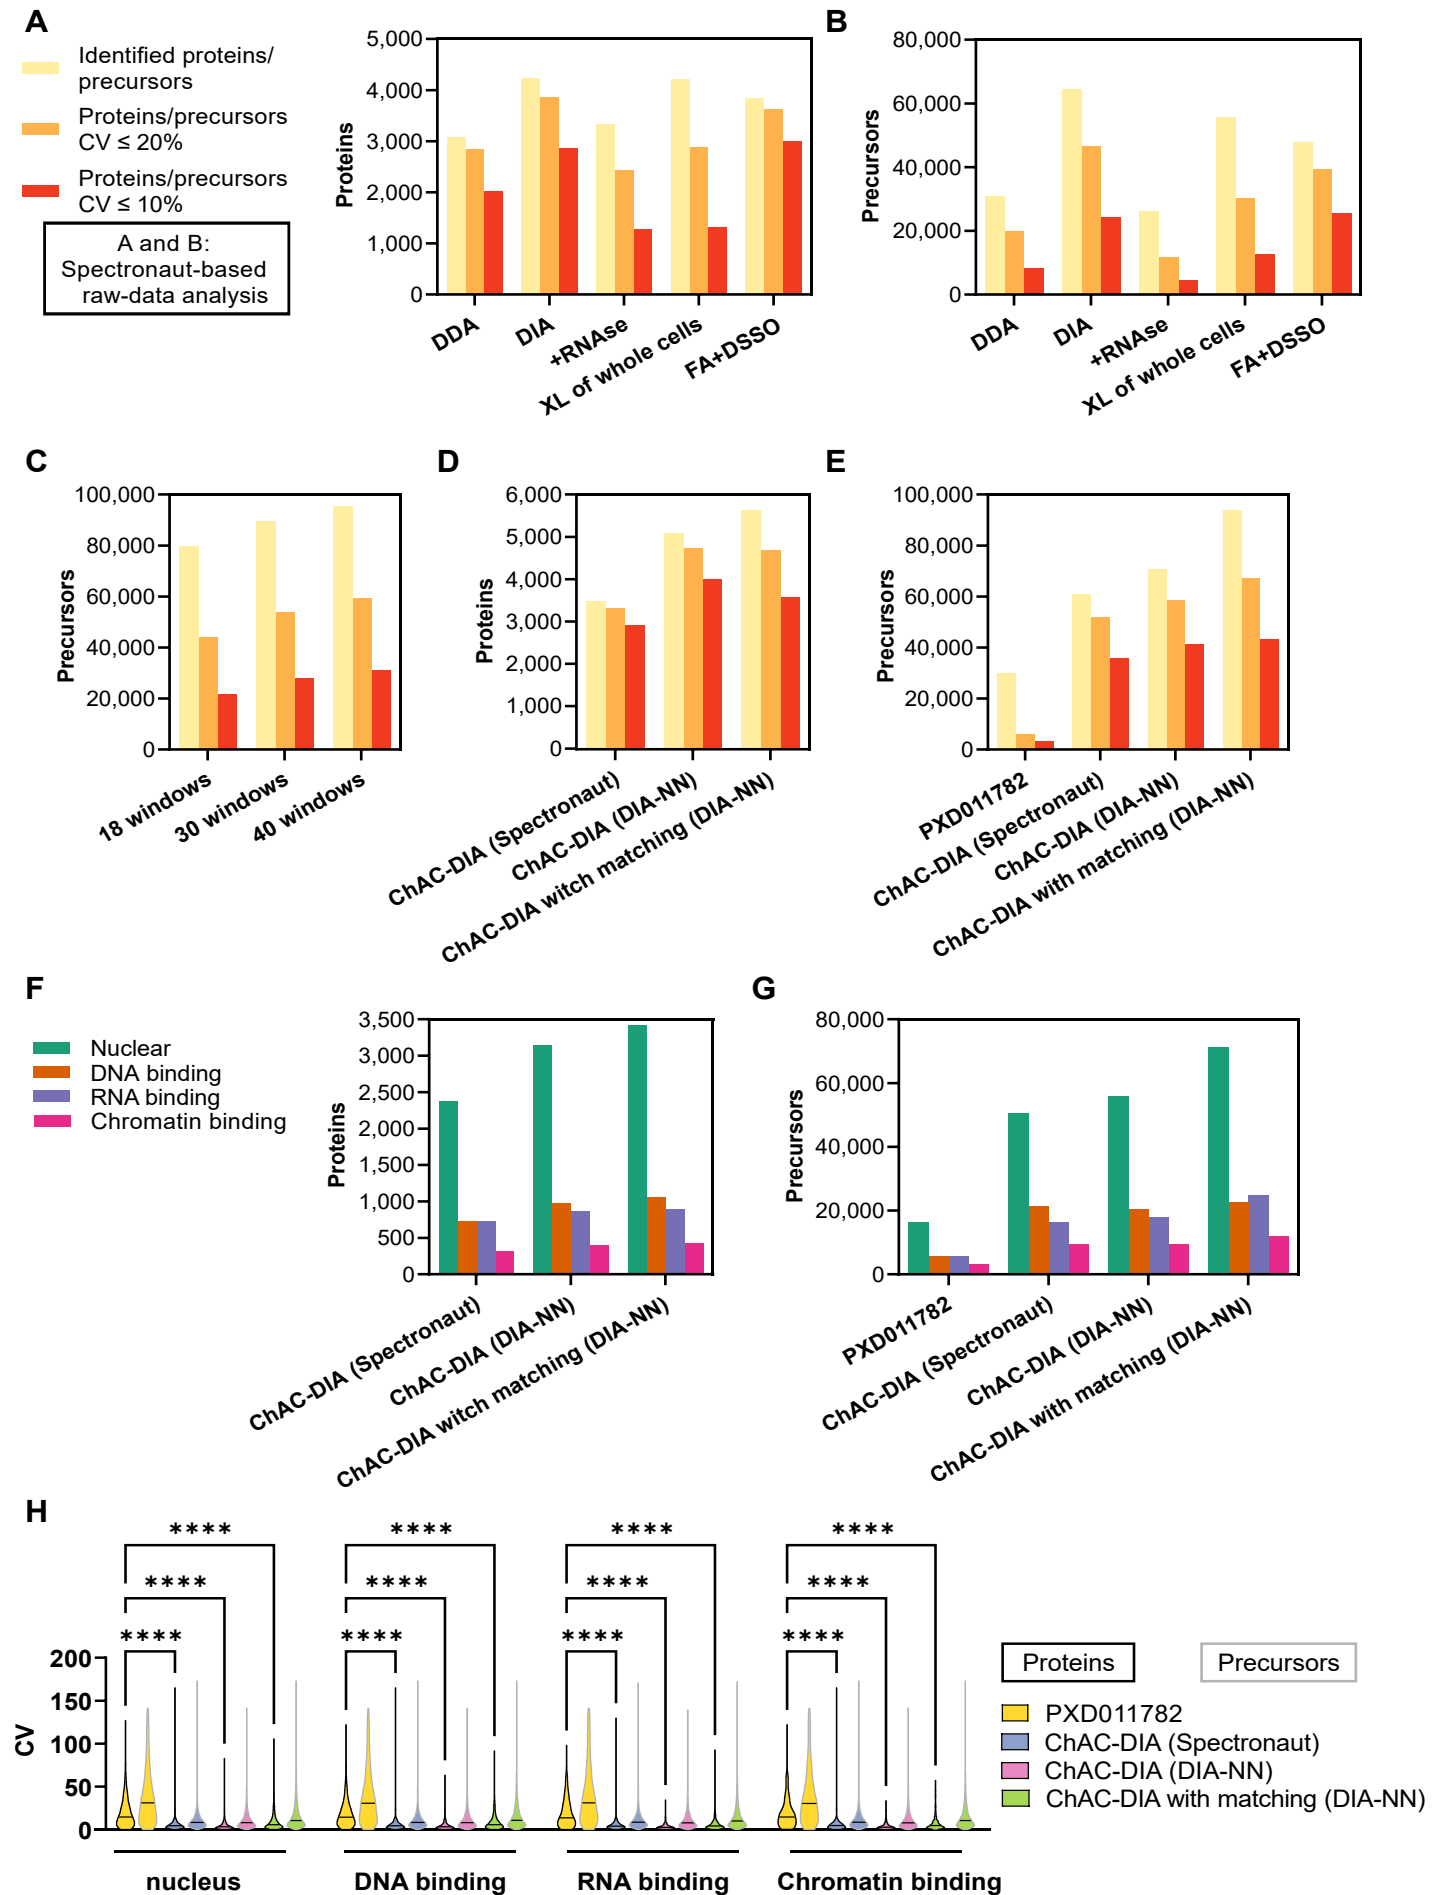 A
Identified proteins/
precursors
Proteins/precursors
CV ≤ 20%
Proteins/precursors
CV ≤ 10%
A and B:
Spectronaut-based
raw-data analysis
Proteins
5,000
4,000
3,000
2,000
1,000
0
DDA
DIA
+RNAse
XL of whole cells
FA+DSSO
B
Precursors
80,000
60,000
40,000
20,000
0
DDA
DIA
+RNAse
XL of whole cells
FA+DSSO
C
Precursors
100,000
80,000
60,000
40,000
20,000
0
18 windows
30 windows
40 windows
D
Proteins
6,000
5,000
4,000
3,000
2,000
1,000
0
ChAC-DIA (Spectronaut)
ChAC-DIA (DIA-NN)
ChAC-DIA witch matching (DIA-NN)
E
Precursors
100,000
80,000
60,000
40,000
20,000
0
PXD011782
ChAC-DIA (Spectronaut)
ChAC-DIA (DIA-NN)
ChAC-DIA with matching (DIA-NN)
F
Nuclear
DNA binding
RNA binding
Chromatin binding
Proteins
3,500
3,000
2,500
2,000
1,500
1,000
500
0
ChAC-DIA (Spectronaut)
ChAC-DIA (DIA-NN)
ChAC-DIA witch matching (DIA-NN)
G
Precursors
80,000
60,000
40,000
20,000
0
PXD011782
ChAC-DIA (Spectronaut)
ChAC-DIA (DIA-NN)
ChAC-DIA with matching (DIA-NN)
H
**** **** **** ****
**** **** **** ****
**** **** **** ****
CV
200
150
100
50
0
nucleus
DNA binding
RNA binding
Chromatin binding
Proteins
Precursors
PXD011782
ChAC-DIA (Spectronaut)
ChAC-DIA (DIA-NN)
ChAC-DIA with matching (DIA-NN)